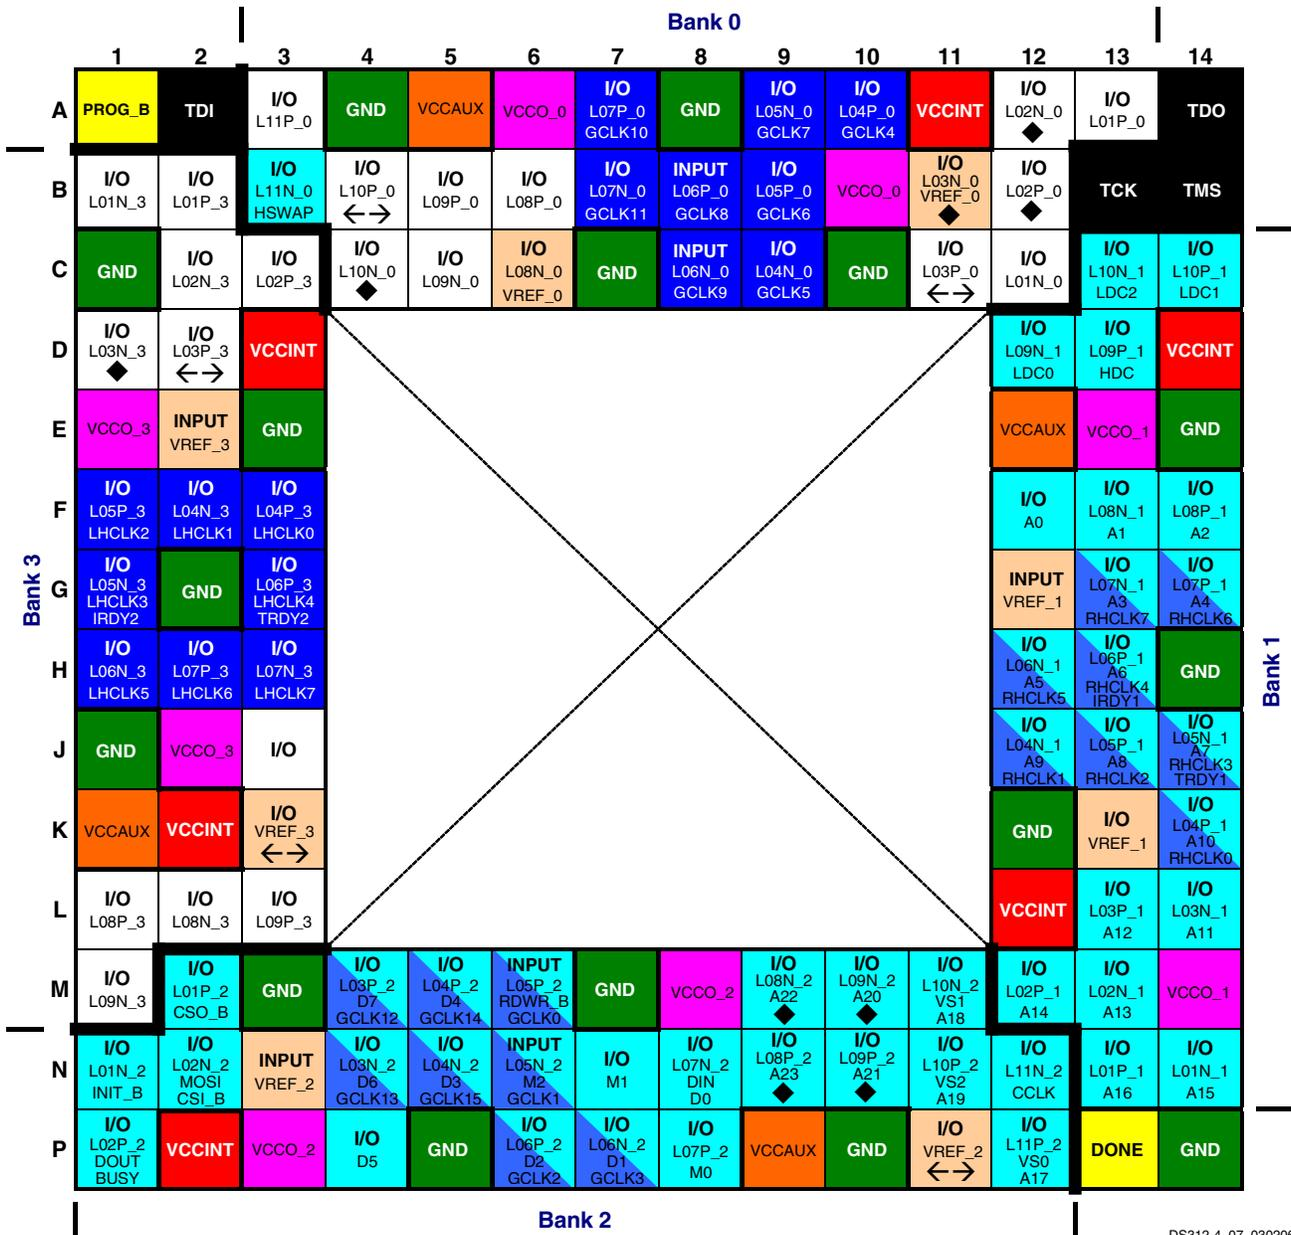 Bank 0
1 2 3 4 5 6 7 8 9 10 11 12 13 14
A
PROG_B
TDI
I/O
L11P_0
GND
VCCAUX
VCCO_0
I/O
L07P_0
GCLK10
GND
I/O
L05N_0
GCLK7
I/O
L04P_0
GCLK4
VCCINT
I/O
L02N_0
◆
I/O
L01P_0
TDO
B
I/O
L01N_3
I/O
L01P_3
I/O
L11N_0
HSWAP
I/O
L10P_0
←→
I/O
L09P_0
I/O
L08P_0
I/O
L07N_0
GCLK11
INPUT
L06P_0
GCLK8
I/O
L05P_0
GCLK6
VCCO_0
I/O
L03N_0
VREF_0
◆
I/O
L02P_0
◆
TCK
TMS
C
GND
I/O
L02N_3
I/O
L02P_3
I/O
L10N_0
◆
I/O
L09N_0
I/O
L08N_0
VREF_0
GND
INPUT
L06N_0
GCLK9
I/O
L04N_0
GCLK5
GND
I/O
L03P_0
←→
I/O
L01N_0
I/O
L10N_1
LDC2
I/O
L10P_1
LDC1
D
I/O
L03N_3
◆
I/O
L03P_3
←→
VCCINT
I/O
L09N_1
LDC0
I/O
L09P_1
HDC
VCCINT
E
VCCO_3
INPUT
VREF_3
GND
VCCAUX
VCCO_1
GND
F
I/O
L05P_3
LHCLK2
I/O
L04N_3
LHCLK1
I/O
L04P_3
LHCLK0
I/O
A0
I/O
L08N_1
A1
I/O
L08P_1
A2
Bank 3
G
I/O
L05N_3
LHCLK3
IRDY2
GND
I/O
L06P_3
LHCLK4
TRDY2
INPUT
VREF_1
I/O
L07N_1
A3
RHCLK7
I/O
L07P_1
A4
RHCLK6
H
I/O
L06N_3
LHCLK5
I/O
L07P_3
LHCLK6
I/O
L07N_3
LHCLK7
I/O
L06N_1
A5
RHCLK5
I/O
L06P_1
A6
RHCLK4
IRDY1
GND
Bank 1
J
GND
VCCO_3
I/O
I/O
L04N_1
A9
RHCLK1
I/O
L05P_1
A8
RHCLK2
I/O
L05N_1
A7
RHCLK3
TRDY1
K
VCCAUX
VCCINT
I/O
VREF_3
←→
GND
I/O
VREF_1
I/O
L04P_1
A10
RHCLK0
L
I/O
L08P_3
I/O
L08N_3
I/O
L09P_3
VCCINT
I/O
L03P_1
A12
I/O
L03N_1
A11
M
I/O
L09N_3
I/O
L01P_2
CSO_B
GND
I/O
L03P_2
D7
GCLK12
I/O
L04P_2
D4
GCLK14
INPUT
L05P_2
RDWR_B
GCLK0
GND
VCCO_2
I/O
L08N_2
A22
◆
I/O
L09N_2
A20
◆
I/O
L10N_2
VS1
A18
I/O
L02P_1
A14
I/O
L02N_1
A13
VCCO_1
N
I/O
L01N_2
INIT_B
I/O
L02N_2
MOSI
CSI_B
INPUT
VREF_2
I/O
L03N_2
D6
GCLK13
I/O
L04N_2
D3
GCLK15
INPUT
L05N_2
M2
GCLK1
I/O
M1
I/O
L07N_2
DIN
D0
I/O
L08P_2
A23
◆
I/O
L09P_2
A21
◆
I/O
L10P_2
VS2
A19
I/O
L11N_2
CCLK
I/O
L01P_1
A16
I/O
L01N_1
A15
P
I/O
L02P_2
DOUT
BUSY
VCCINT
VCCO_2
I/O
D5
GND
I/O
L06P_2
D2
GCLK2
I/O
L06N_2
D1
GCLK3
I/O
L07P_2
M0
VCCAUX
GND
I/O
VREF_2
←→
I/O
L11P_2
VS0
A17
DONE
GND
Bank 2